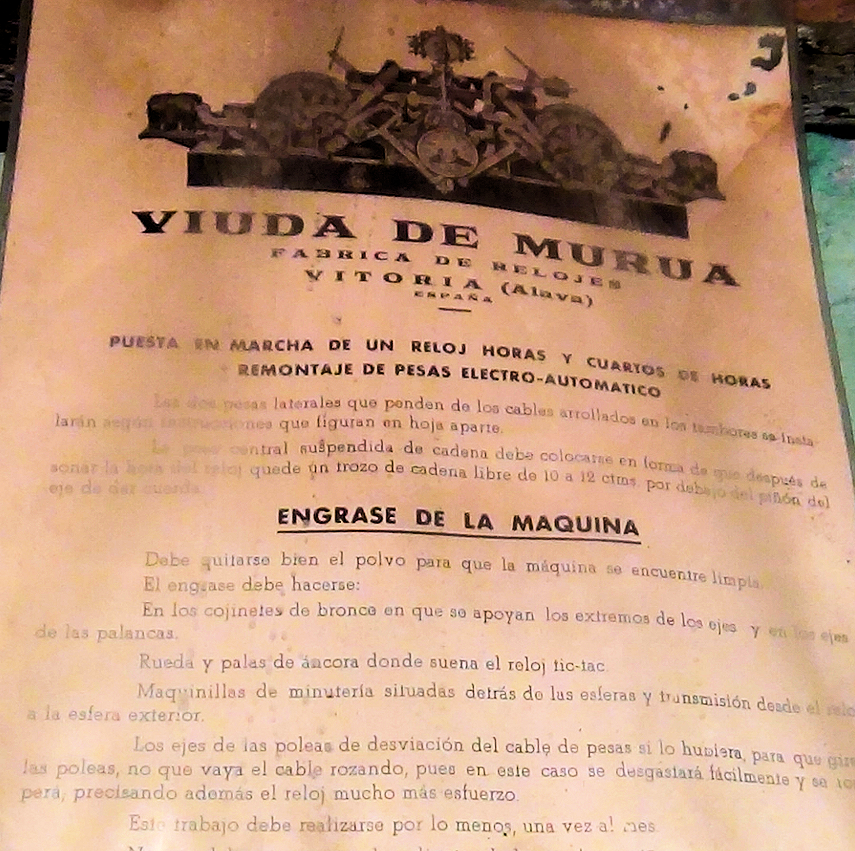 VIUDA DE MURUA
FABRICA DE RELOJES
VITORIA (Alava)
ESPAÑA
PUESTA EN MARCHA DE UN RELOJ HORAS Y CUARTOS DE HORAS
REMONTAJE DE PESAS ELECTRO-AUTOMATICO
Las dos pesas laterales que penden de los cables arrollados en los tambores se insta-
larán según instrucciones que figuran en hoja aparte.
La pesa central suspendida de cadena debe colocarse en forma de que después de
sonar la hora del reloj quede un trozo de cadena libre de 10 a 12 ctms. por debajo del piñón del
eje de dar cuerda.
ENGRASE DE LA MAQUINA
Debe quitarse bien el polvo para que la máquina se encuentre limpia.
El engrase debe hacerse:
En los cojinetes de bronce en que se apoyan los extremos de los ejes y en los ejes
de las palancas.
Rueda y palas de áncora donde suena el reloj tic-tac.
Maquinillas de minutería situadas detrás de las esferas y transmisión desde el
a la esfera exterior.
Los ejes de las poleas de desviación del cable de pesas si lo hubiera, para que
las poleas, no que vaya el cable rozando, pues en este caso se desgastará fácilmente y se
perá, precisando además el reloj mucho más esfuerzo.
Este trabajo debe realizarse por lo menos, una vez al mes.